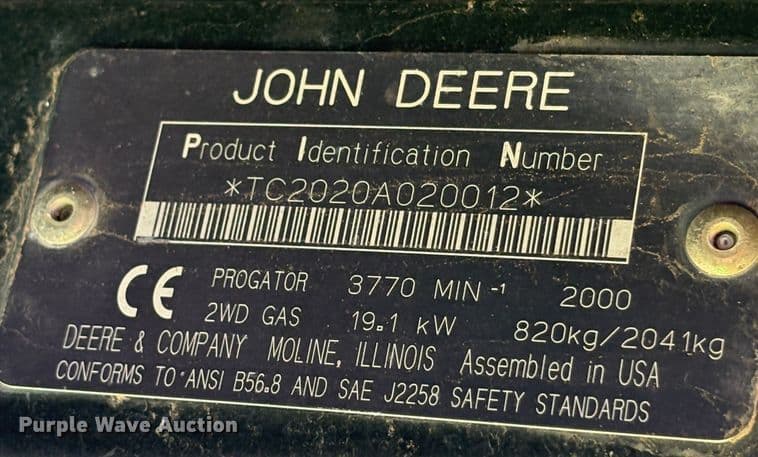 JOHN DEERE
Product Identification Number
*TC2020A020012*
CE PROGATOR 3770 MIN -1 2000
2WD GAS 19.1 kW 820kg/2041kg
DEERE & COMPANY MOLINE, ILLINOIS Assembled in USA
CONFORMS TO ANSI B56.8 AND SAE J2258 SAFETY STANDARDS
Purple Wave Auction